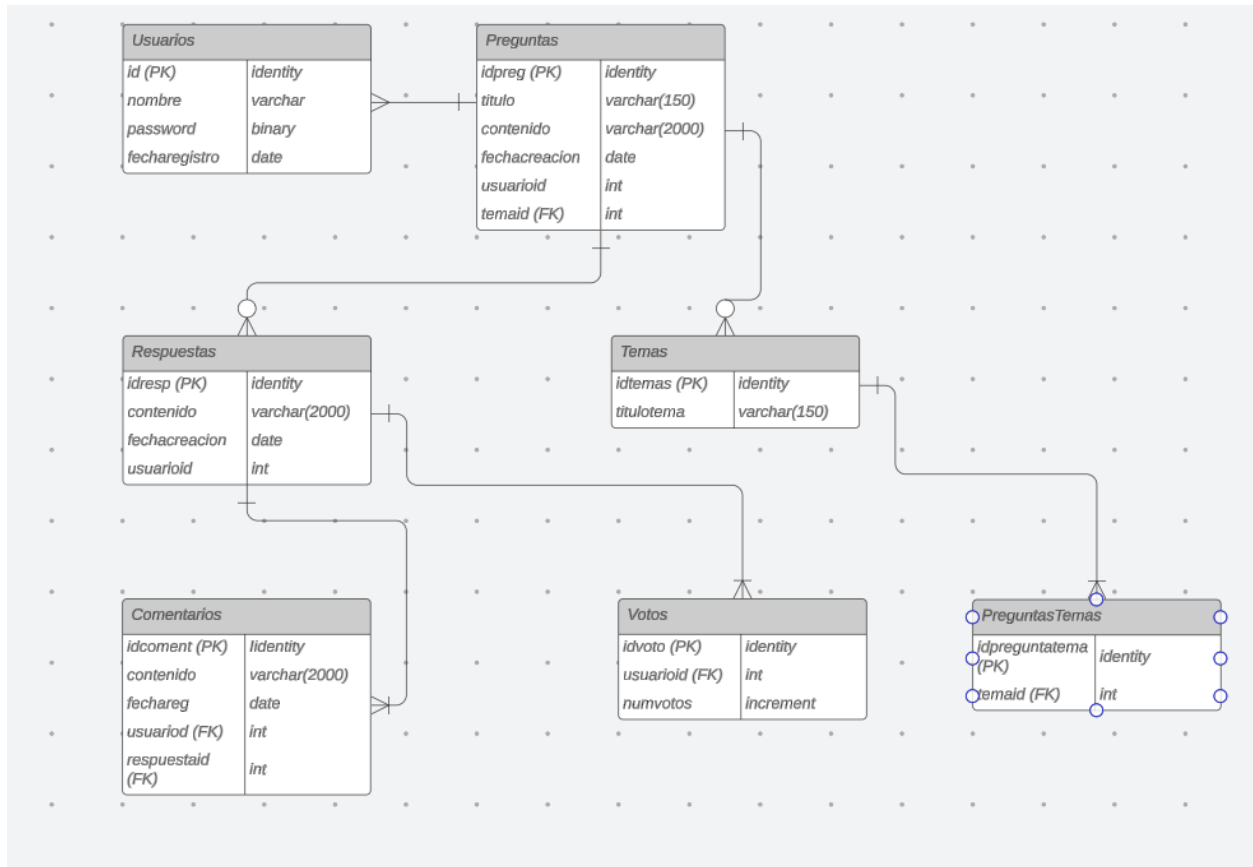 Usuarios
id (PK) identity
nombre varchar
password binary
fecharegistro date
Preguntas
idpreg (PK) identity
titulo varchar(150)
contenido varchar(2000)
fechacreacion date
usuarioid int
temaid (FK) int
Respuestas
idresp (PK) identity
contenido varchar(2000)
fechacreacion date
usuarioid int
Temas
idtemas (PK) identity
titulotema varchar(150)
Comentarios
idcoment (PK) Iidentity
contenido varchar(2000)
fechareg date
usuariod (FK) int
respuestaid
(FK) int
Votos
idvoto (PK) identity
usuarioid (FK) int
numvotos increment
PreguntasTemas
idpreguntatema
(PK) identity
temaid (FK) int